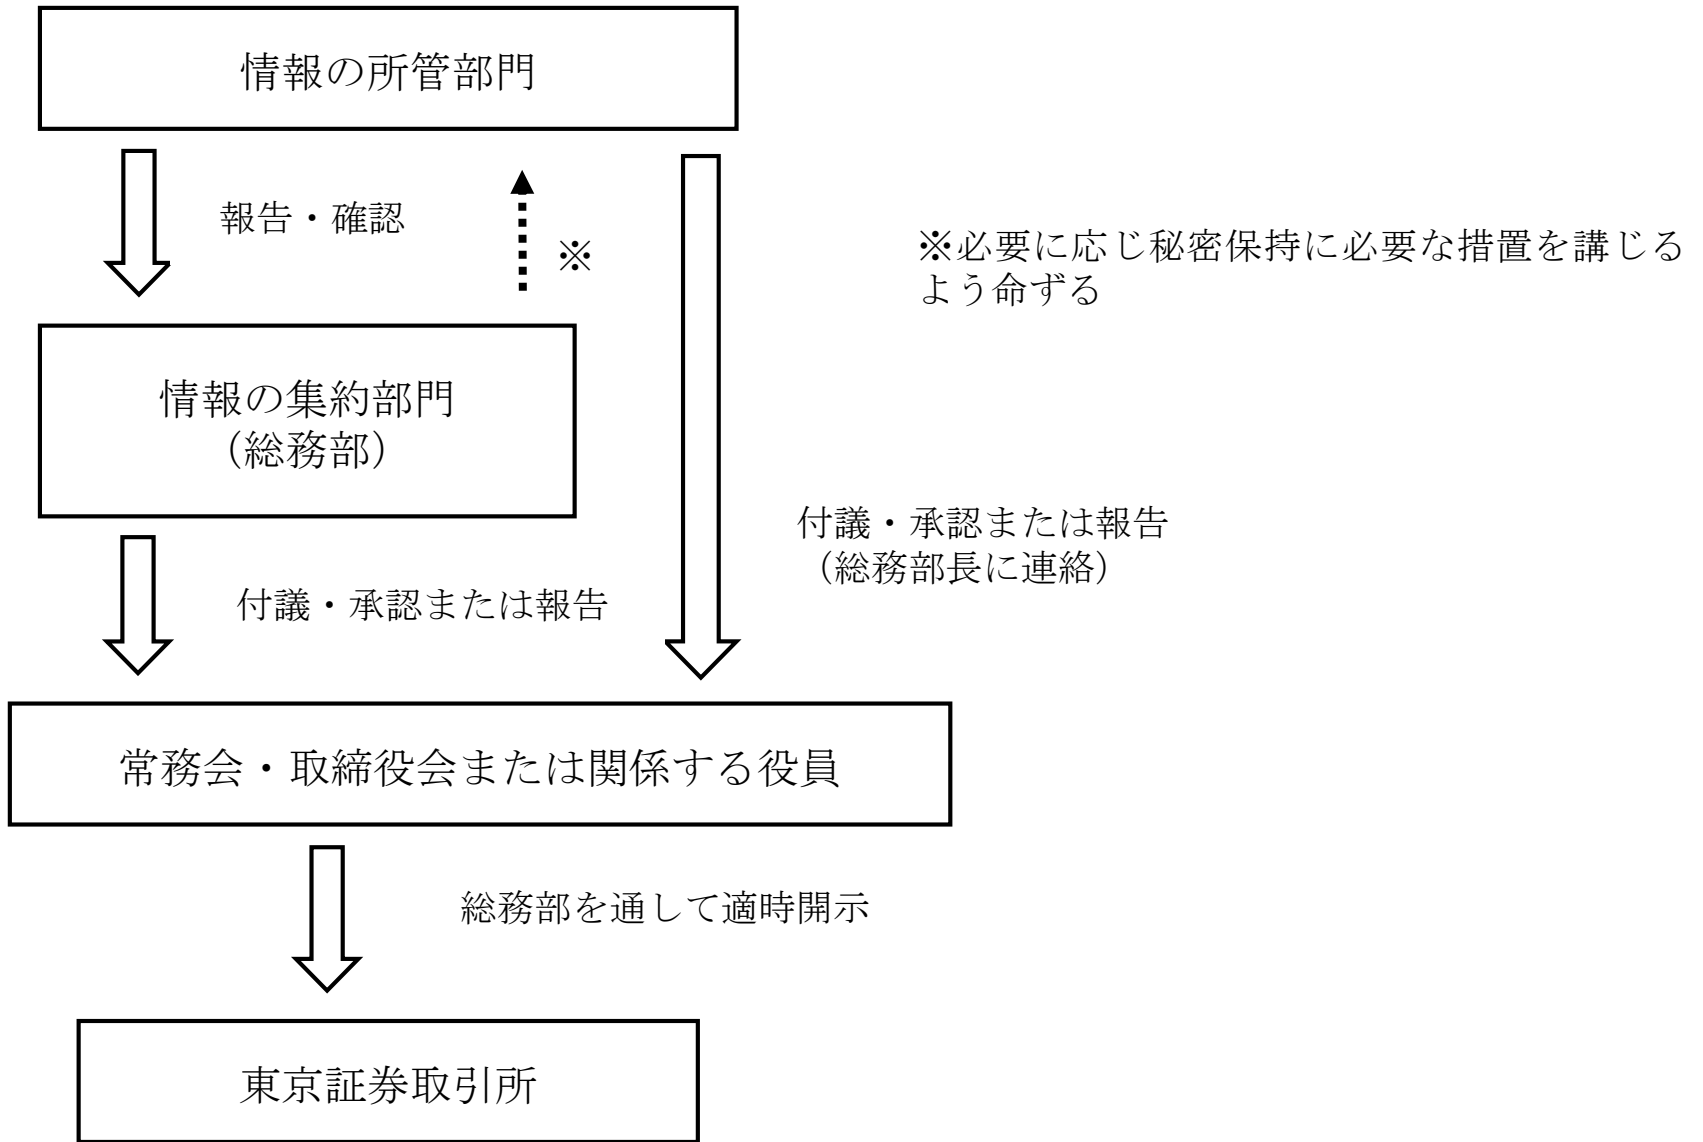 情報の所管部門
報告・確認
※
※必要に応じ秘密保持に必要な措置を講じる
よう命ずる
情報の集約部門
（総務部）
付議・承認または報告
（総務部長に連絡）
付議・承認または報告
常務会・取締役会または関係する役員
総務部を通して適時開示
東京証券取引所